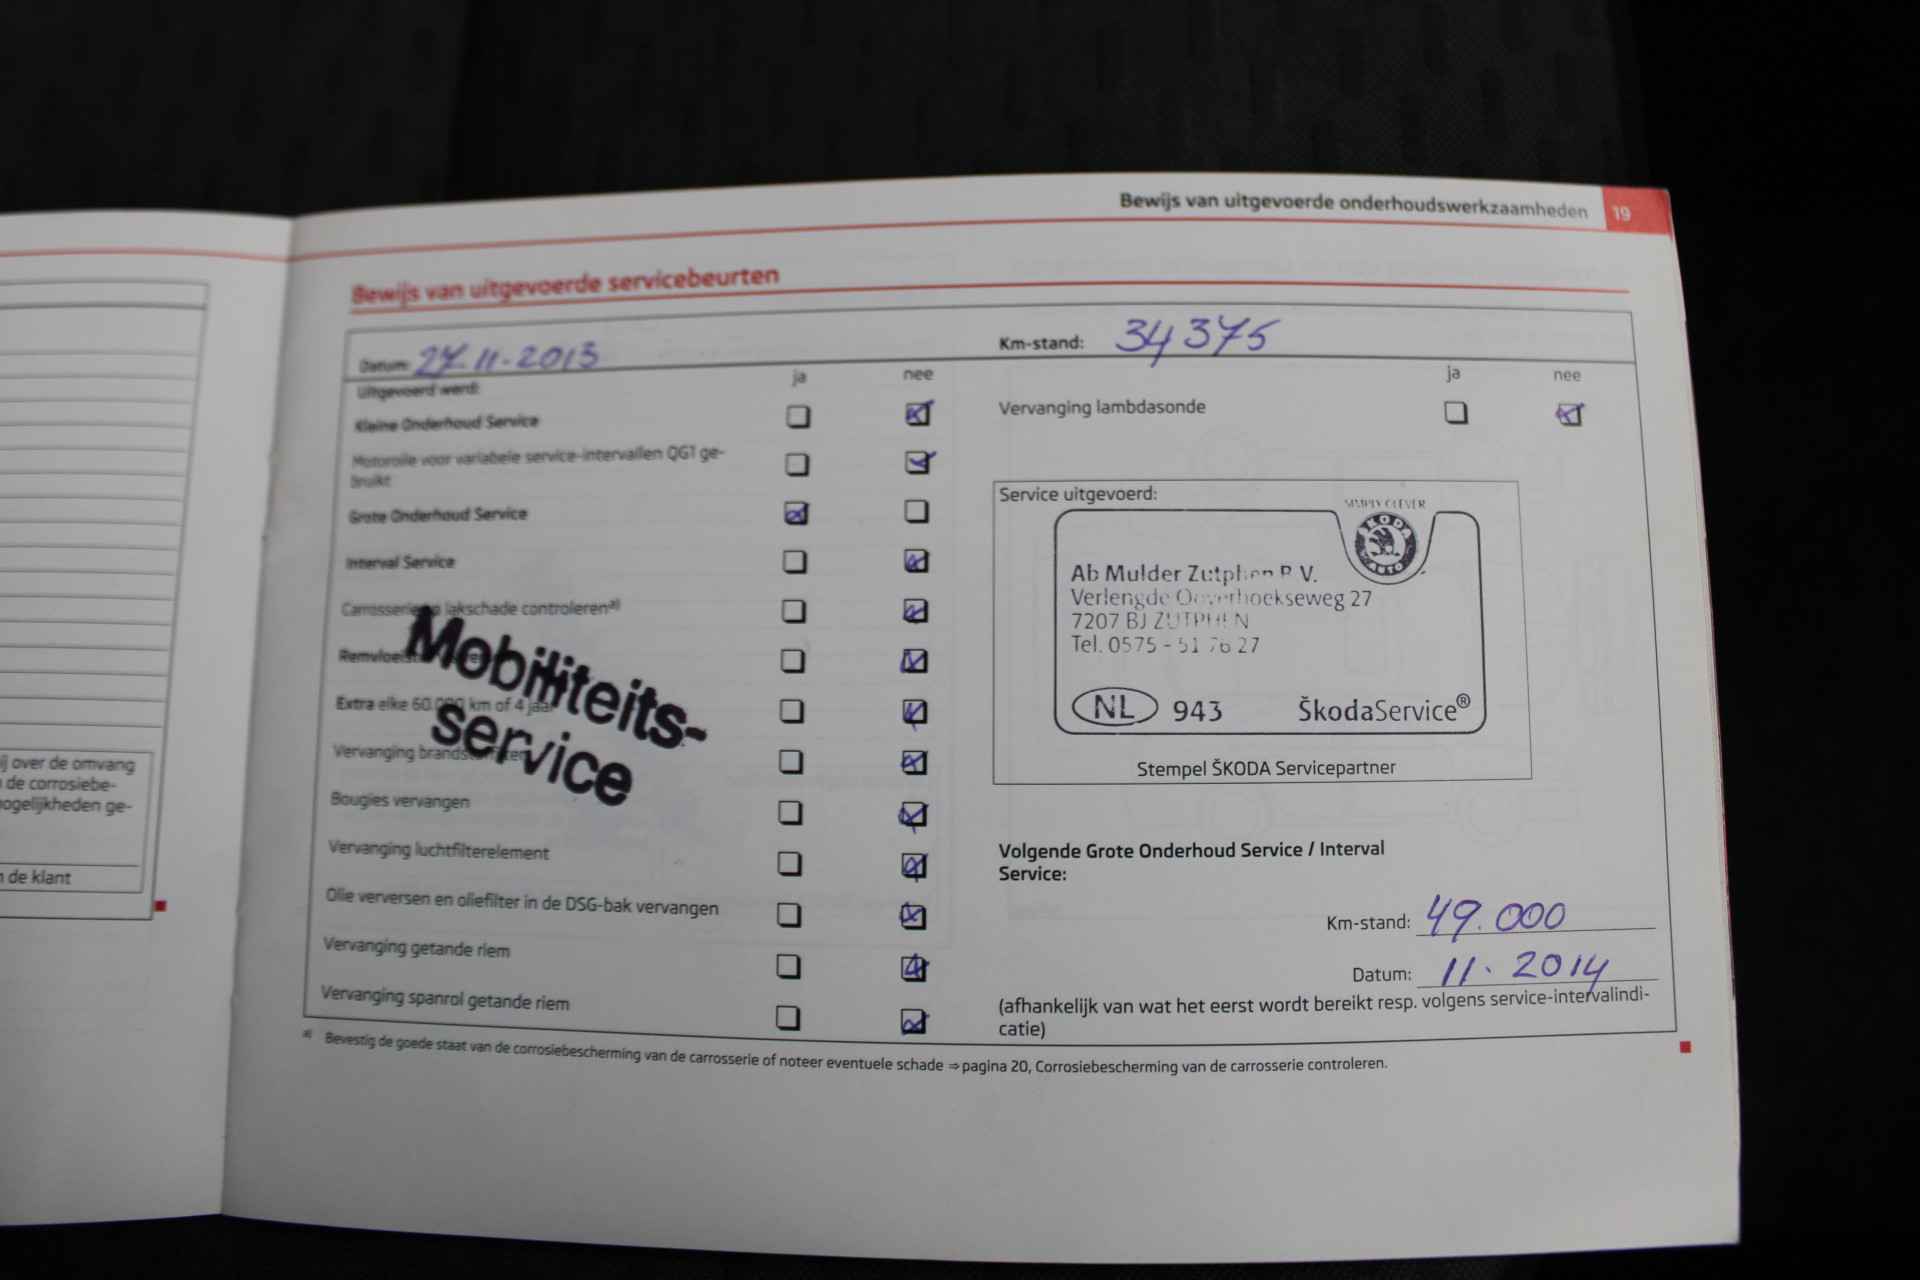 Bewijs van uitgevoerde onderhoudswerkzaamheden 19
ij over de omvang
de corrosiebe-
ogelijkheden ge-
de klant
Bewijs van uitgevoerde servicebeurten
Datum: 27.11-2013
Km-stand: 34375
Uitgevoerd werd:
ja nee
Kleine Onderhoud Service
Motorolie voor variabele service-intervallen QG1 ge-
bruikt
Grote Onderhoud Service
Interval Service
Carrosserie lakschade controleren a)
Extra elke 60.000 km of 4 jaar
Vervanging
Bougies vervangen
Vervanging luchtfilterelement
Olie verversen en oliefilter in de DSG-bak vervangen
Vervanging getande riem
Vervanging spanrol getande riem
Mobiliteits-
service
ja nee
Vervanging lambdasonde
Service uitgevoerd:
SIMPLY CLEVER
SKODA
AUTO
Ab Mulder Zutphen B.V.
Verlengde Ooyerhoekseweg 27
7207 BJ ZUTPHEN
Tel. 0575 - 51 76 27
NL 943 ŠkodaService®
Stempel ŠKODA Servicepartner
Volgende Grote Onderhoud Service / Interval
Service:
Km-stand: 49.000
Datum: 11. 2014
(afhankelijk van wat het eerst wordt bereikt resp. volgens service-intervalindi-
catie)
a) Bevestig de goede staat van de corrosiebescherming van de carrosserie of noteer eventuele schade ⇒ pagina 20, Corrosiebescherming van de carrosserie controleren.